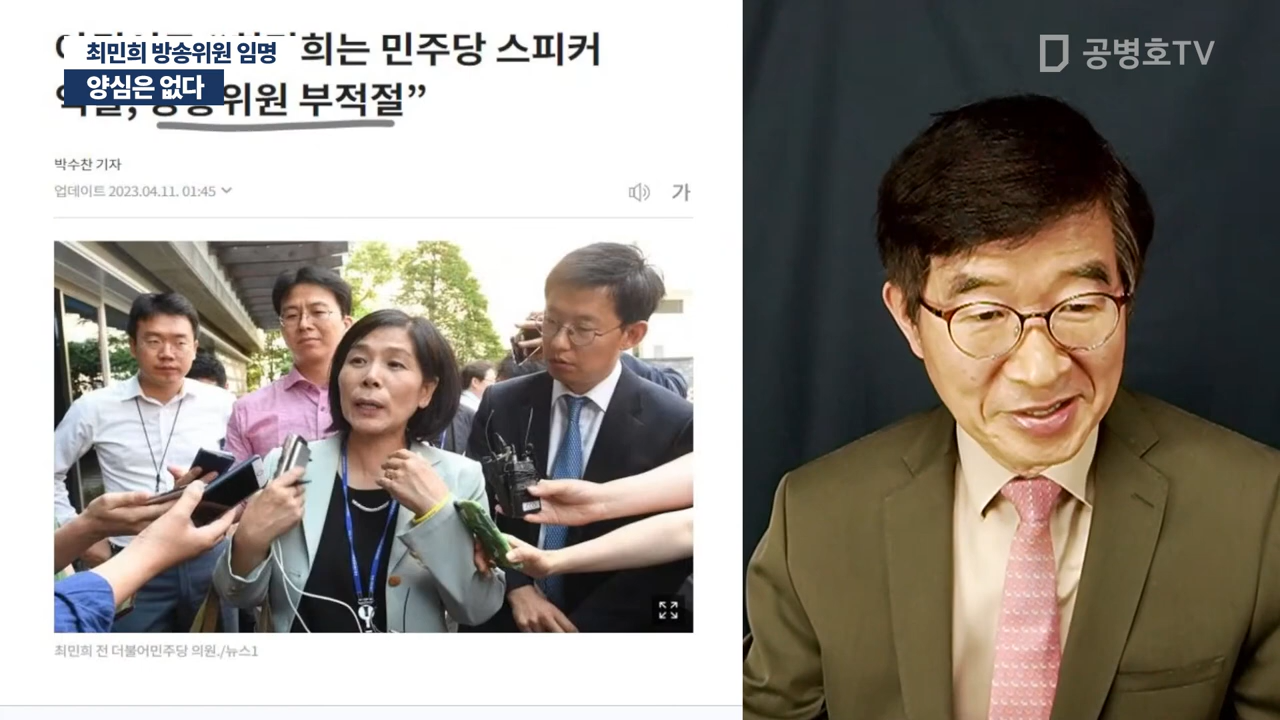 최민희 방송위원 임명
양심은 없다
희는 민주당 스피커
위원 부적절”
박수찬 기자
업데이트 2023.04.11. 01:45
가
최민희 전 더불어민주당 의원./뉴스1
공병호TV